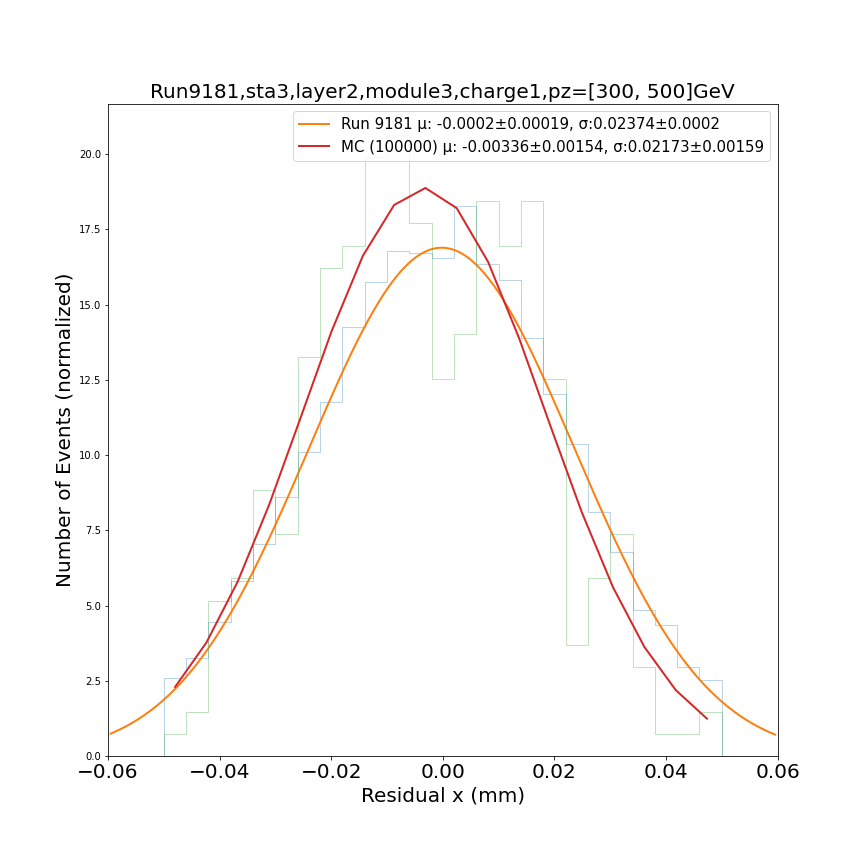 Run9181,sta3,layer2,module3,charge1,pz=[300, 500]GeV
Run 9181 μ: -0.0002±0.00019, σ:0.02374±0.0002
MC (100000) μ: -0.00336±0.00154, σ:0.02173±0.00159
Number of Events (normalized)
20.0
17.5
15.0
12.5
10.0
7.5
5.0
2.5
0.0
−0.06 −0.04 −0.02 0.00 0.02 0.04 0.06
Residual x (mm)